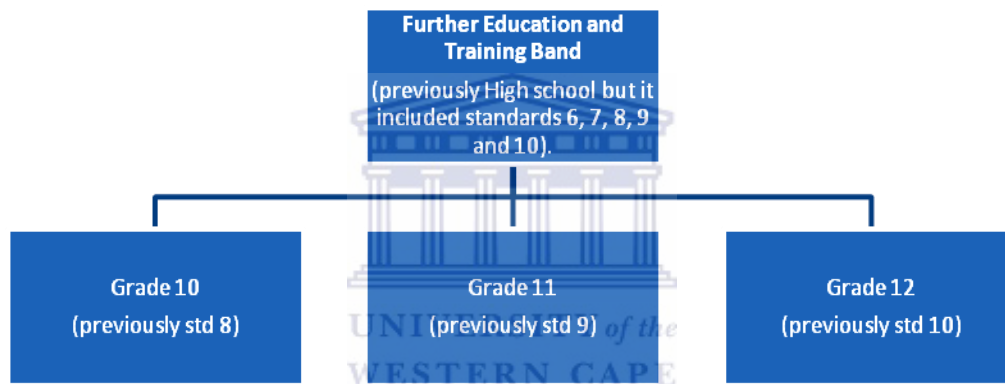 Further Education and
Training Band
(previously High school but it
included standards 6, 7, 8, 9
and 10).
Grade 10
(previously std 8)
Grade 11
(previously std 9)
Grade 12
(previously std 10)
UNIVERSITY of the
WESTERN CAPE